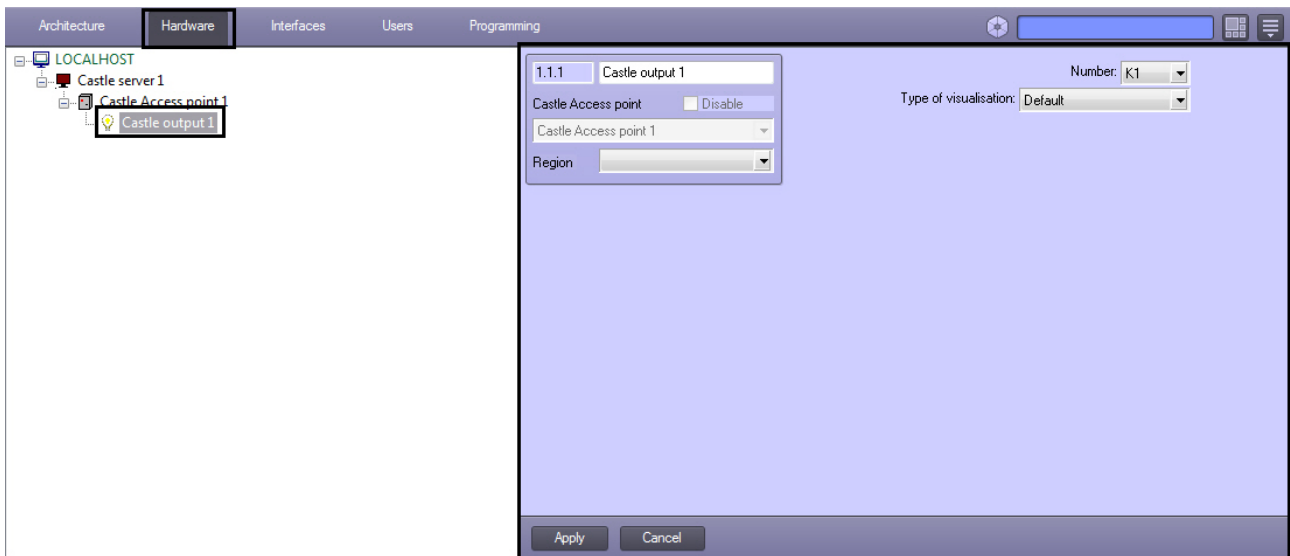 Architecture Hardware Interfaces Users Programming
LOCALHOST
Castle server 1
Castle Access point 1
Castle output 1
1.1.1 Castle output 1
Castle Access point Disable
Castle Access point 1
Region
Number: K1
Type of visualisation: Default
Apply Cancel